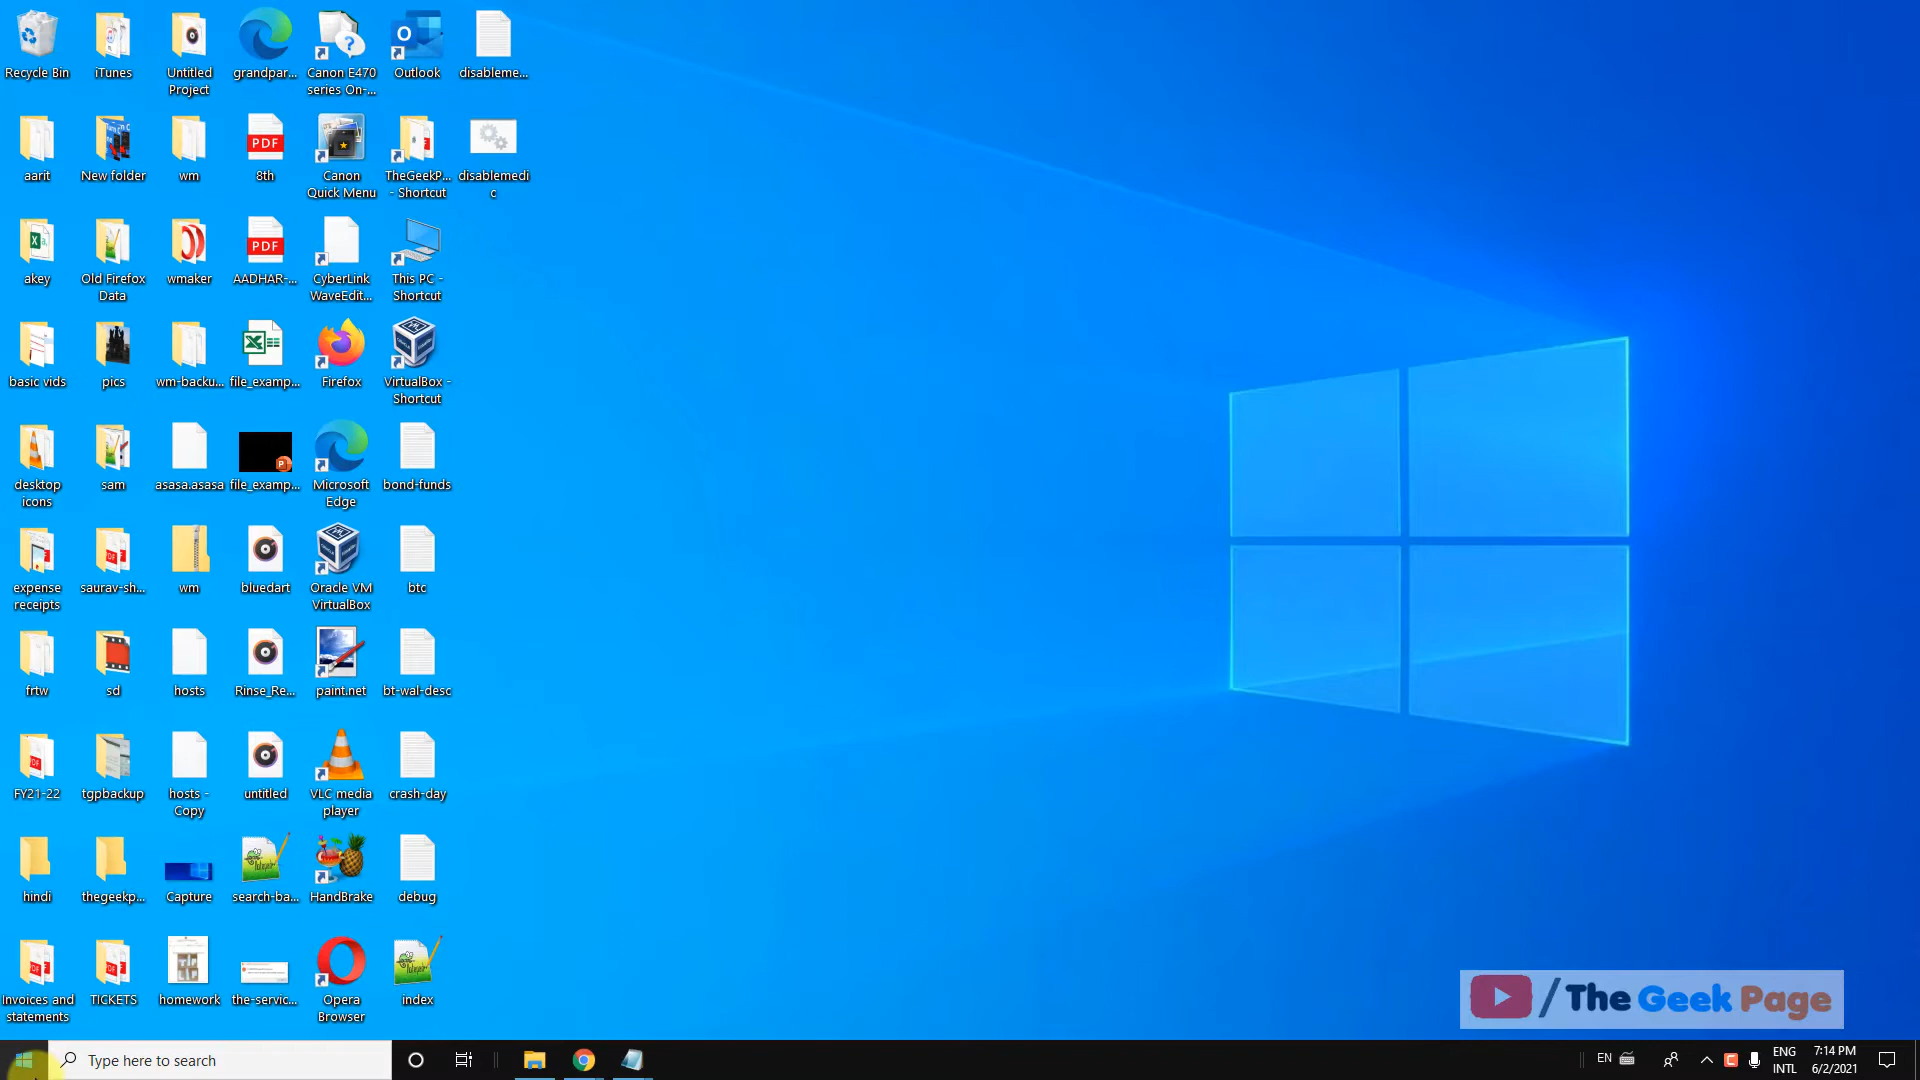 Recycle Bin
iTunes
Untitled
Project
grandpar...
Canon E470
series On-...
Outlook
disableme...
aarit
New folder
wm
PDF
8th
Canon
Quick Menu
TheGeekP...
- Shortcut
disablemedi
c
akey
Old Firefox
Data
wmaker
PDF
AADHAR-...
CyberLink
WaveEdit...
This PC -
Shortcut
basic vids
pics
wm-backu...
file_examp...
Firefox
VirtualBox -
Shortcut
desktop
icons
sam
asasa.asasa
file_examp...
Microsoft
Edge
bond-funds
expense
receipts
saurav-sh...
wm
bluedart
Oracle VM
VirtualBox
btc
frtw
sd
hosts
Rinse_Re...
paint.net
bt-wal-desc
FY21-22
tgpbackup
hosts -
Copy
untitled
VLC media
player
crash-day
hindi
thegeekp...
Capture
search-ba...
HandBrake
debug
Invoices and
statements
TICKETS
homework
the-servic...
Opera
Browser
index
/The Geek Page
Type here to search
EN
ENG
INTL
7:14 PM
6/2/2021